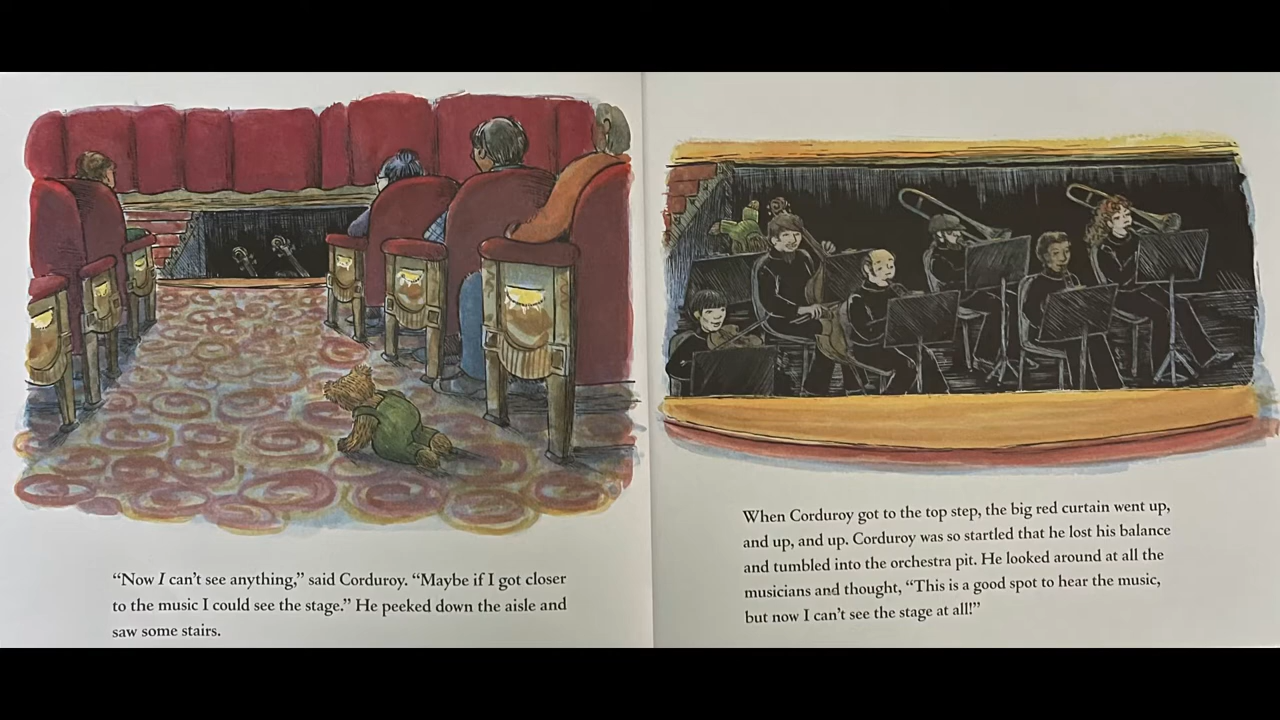 “Now I can’t see anything,” said Corduroy. “Maybe if I got closer
to the music I could see the stage.” He peeked down the aisle and
saw some stairs.
When Corduroy got to the top step, the big red curtain went up,
and up, and up. Corduroy was so startled that he lost his balance
and tumbled into the orchestra pit. He looked around at all the
musicians and thought, “This is a good spot to hear the music,
but now I can’t see the stage at all!”